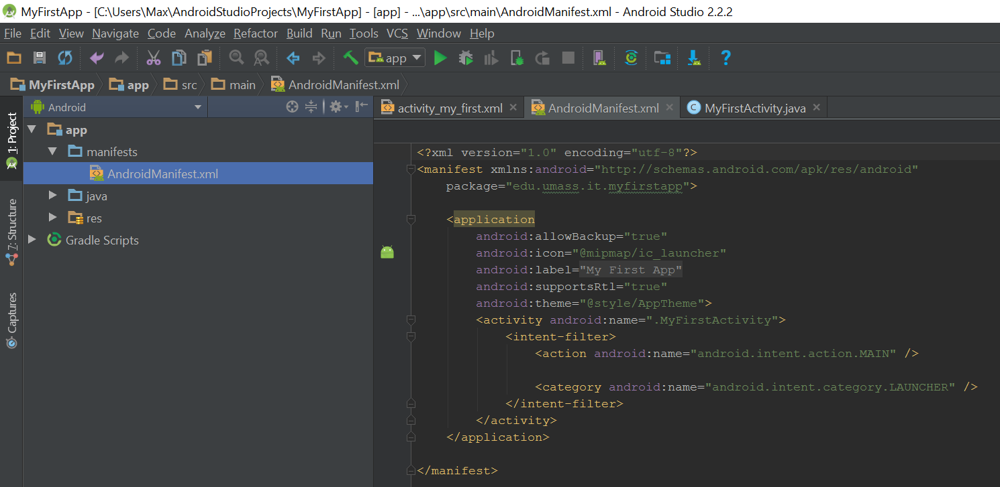 MyFirstApp - [C:\Users\Max\AndroidStudioProjects\MyFirstApp] - [app] - ...\app\src\main\AndroidManifest.xml - Android Studio 2.2.2
File Edit View Navigate Code Analyze Refactor Build Run Tools VCS Window Help
app
MyFirstApp app src main AndroidManifest.xml
Android
activity_my_first.xml AndroidManifest.xml MyFirstActivity.java
1: Project
7: Structure
Captures
app
manifests
AndroidManifest.xml
java
res
Gradle Scripts
<?xml version="1.0" encoding="utf-8"?>
<manifest xmlns:android="http://schemas.android.com/apk/res/android"
    package="edu.umass.it.myfirstapp">

    <application
        android:allowBackup="true"
        android:icon="@mipmap/ic_launcher"
        android:label="My First App"
        android:supportsRtl="true"
        android:theme="@style/AppTheme">
        <activity android:name=".MyFirstActivity">
            <intent-filter>
                <action android:name="android.intent.action.MAIN" />

                <category android:name="android.intent.category.LAUNCHER" />
            </intent-filter>
        </activity>
    </application>

</manifest>